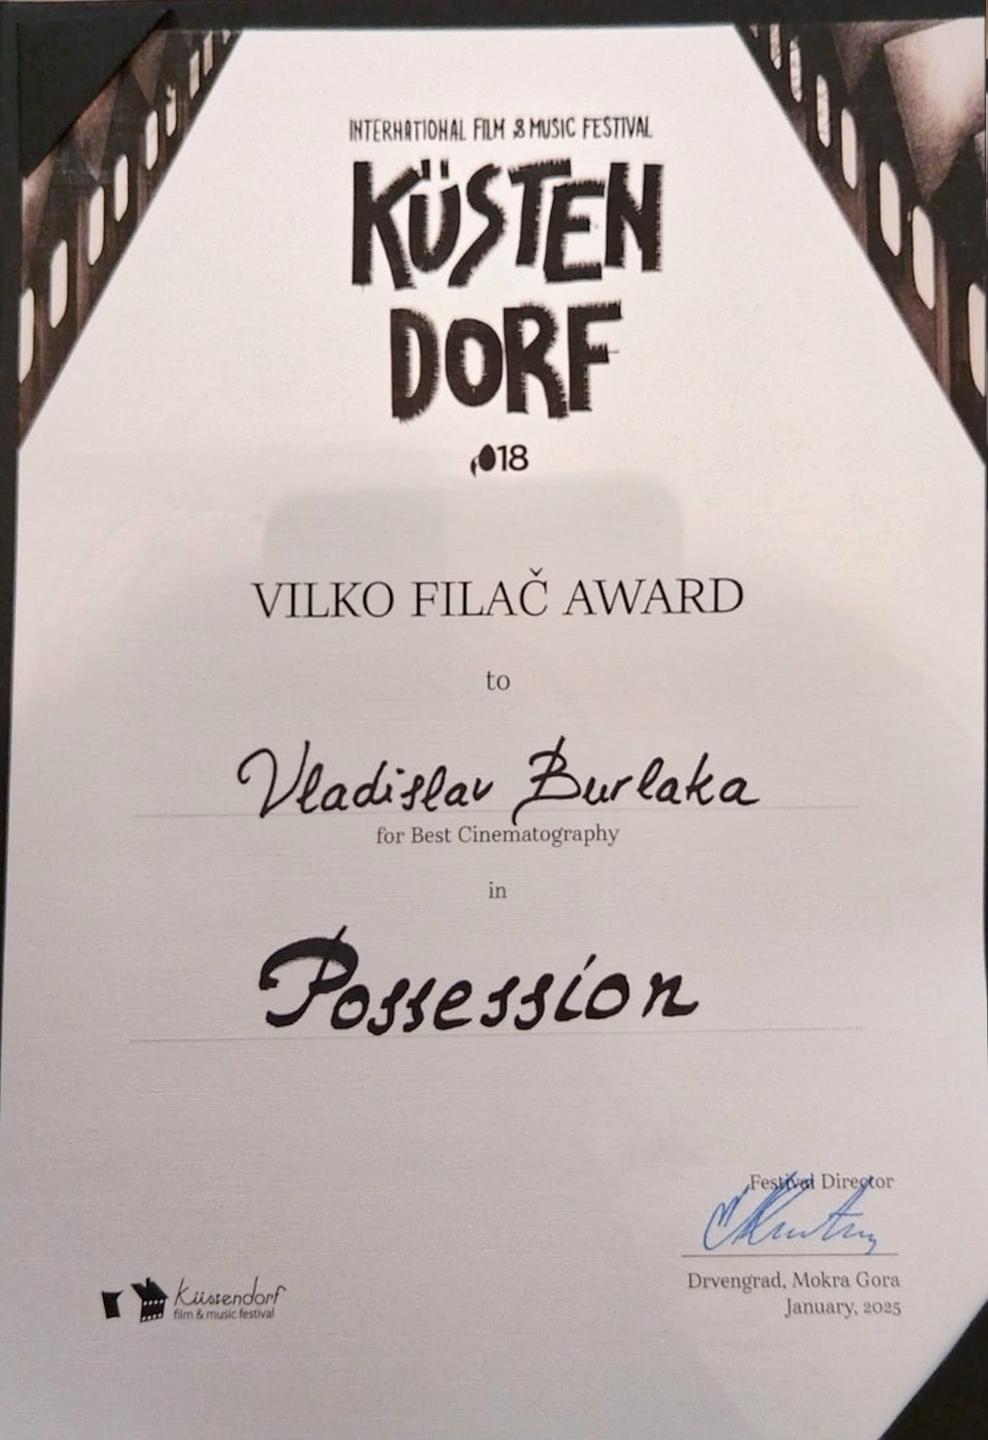 INTERNATIONAL FILM & MUSIC FESTIVAL
KÜSTEN
DORF
18
VILKO FILAČ AWARD
to
Vladislav Burlaka
for Best Cinematography
in
Possession
Festival Director
Drvengrad, Mokra Gora
January, 2025
Küstendorf
film & music festival